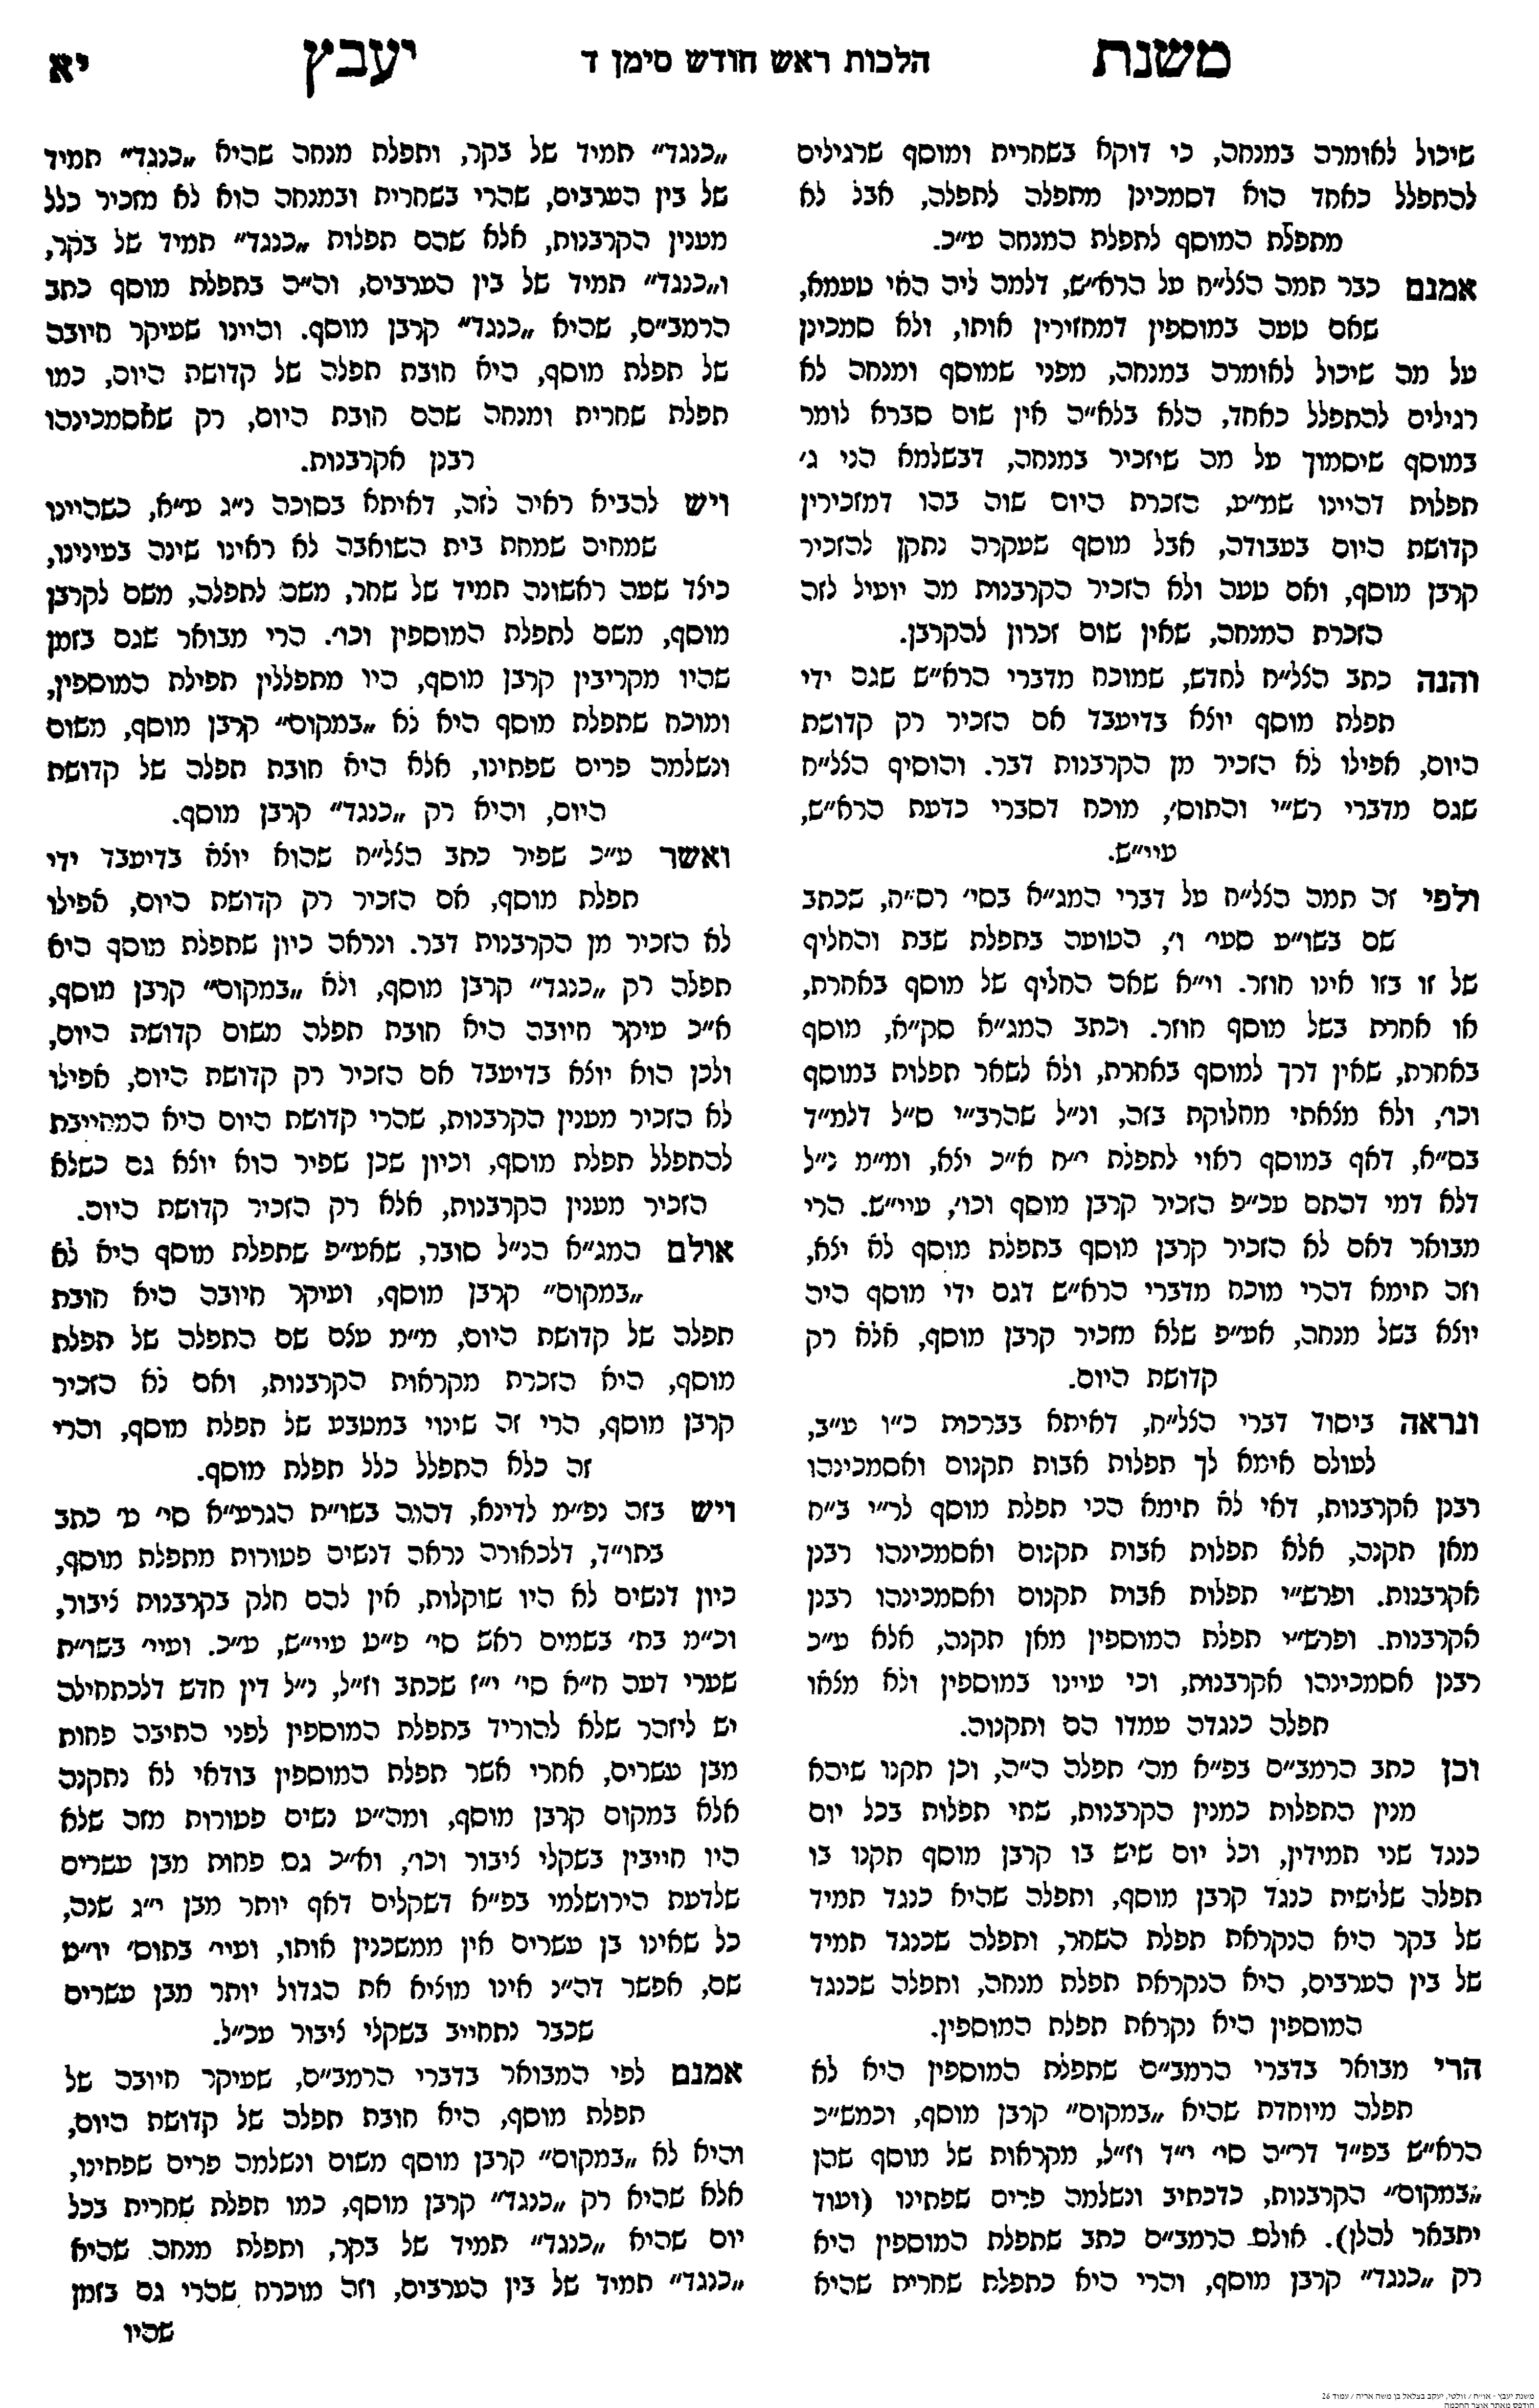 משנת
הלכות ראש חודש סימן ד
יעבץ
יא
שיכול לאומרה במנחה, כי דוקא בשחרית ומוסף שרגילים
להתפלל כאחד הוא דסמכינן מתפלה לתפלה, אבל לא
מתפלת המוסף לתפלת המנחה ע״כ.
אמנם כבר תמה הצל״ח על הרא״ש, דלמה ליה האי טעמא,
שאם טעה במוספין דמחזירין אותו, ולא סמכינן
על מה שיכול לאומרה במנחה, מפני שמוסף ומנחה לא
רגילים להתפלל כאחד, הלא בלא״ה אין שום סברא לומר
במוסף שיסמוך על מה שיזכיר במנחה, דבשלמא הני ג׳
תפלות דהיינו שמ״ע, הזכרת היום שוה בהו דמזכירין
קדושת היום בעבודה, אבל מוסף שעקרה נתקן להזכיר
קרבן מוסף, ואם טעה ולא הזכיר הקרבנות מה יועיל לזה
הזכרת המנחה, שאין שום זכרון להקרבן.
והנה כתב הצל״ח לחדש, שמוכח מדברי הרא״ש שגם ידי
תפלת מוסף יוצא בדיעבד אם הזכיר רק קדושת
היום, אפילו לא הזכיר מן הקרבנות דבר. והוסיף הצל״ח
שגם מדברי רש״י והתוס׳, מוכח דסברי כדעת הרא״ש,
עיי״ש.
ולפי זה תמה הצל״ח על דברי המג״א בסי׳ רס״ח, שכתב
שם בשו״ע סעי׳ ו׳, הטועה בתפלת שבת והחליף
של זו בזו אינו חוזר. וי״א שאם החליף של מוסף באחרת,
או אחרת בשל מוסף חוזר. וכתב המג״א סק״א, מוסף
באחרת, שאין דרך למוסף באחרת, ולא לשאר תפלות במוסף
וכו׳, ולא מצאתי מחלוקת בזה, ונ״ל שהרב״י ס״ל דלמ״ד
בס״א, דאף במוסף ראוי לתפלת י״ח א״כ יצא, ומ״מ נ״ל
דלא דמי דהתם עכ״פ הזכיר קרבן מוסף וכו׳, עיי״ש. הרי
מבואר דאם לא הזכיר קרבן מוסף בתפלת מוסף לא יצא,
וזה תימא דהרי מוכח מדברי הרא״ש דגם ידי מוסף היה
יוצא בשל מנחה, אע״פ שלא מזכיר קרבן מוסף, אלא רק
קדושת היום.
ונראה ביסוד דברי הצל״ח, דאיתא בברכות כ״ו ע״ב,
לעולם אימא לך תפלות אבות תקנום ואסמכינהו
רבנן אקרבנות, דאי לא תימא הכי תפלת מוסף לר״י ב״ח
מאן תקנה, אלא תפלות אבות תקנום ואסמכינהו רבנן
אקרבנות. ופרש״י תפלות אבות תקנום ואסמכינהו רבנן
אקרבנות. ופרש״י תפלת המוספין מאן תקנה, אלא ע״כ
רבנן אסמכינהו אקרבנות, וכי עיינו במוספין ולא מצאו
תפלה כנגדה עמדו הם ותקנוה.
וכן כתב הרמב״ם בפ״א מה׳ תפלה ה״ה, וכן תקנו שיהא
מנין התפלות כמנין הקרבנות, שתי תפלות בכל יום
כנגד שני תמידין, וכל יום שיש בו קרבן מוסף תקנו בו
תפלה שלישית כנגד קרבן מוסף, ותפלה שהיא כנגד תמיד
של בקר היא הנקראת תפלת השחר, ותפלה שכנגד תמיד
של בין הערבים, היא הנקראת תפלת מנחה, ותפלה שכנגד
המוספין היא נקראת תפלת המוספין.
הרי מבואר בדברי הרמב״ם שתפלת המוספין היא לא
תפלה מיוחדת שהיא „במקום״ קרבן מוסף, וכמש״כ
הרא״ש בפ״ד דר״ה סי׳ י״ד וז״ל, מקראות של מוסף שהן
„במקום״ הקרבנות, כדכתיב ונשלמה פרים שפתינו (ועוד
יתבאר להלן). אולם הרמב״ם כתב שתפלת המוספין היא
רק „כנגד״ קרבן מוסף, והרי היא כתפלת שחרית שהיא
„כנגד״ תמיד של בקר, ותפלת מנחה שהיא „כנגד״ תמיד
של בין הערבים, שהרי בשחרית ובמנחה הוא לא מזכיר כלל
מענין הקרבנות, אלא שהם תפלות „כנגד״ תמיד של בקר,
ו„כנגד״ תמיד של בין הערבים, וה״ה בתפלת מוסף כתב
הרמב״ם, שהיא „כנגד״ קרבן מוסף. והיינו שעיקר חיובה
של תפלת מוסף, היא חובת תפלה של קדושת היום, כמו
תפלת שחרית ומנחה שהם חובת היום, רק שאסמכינהו
רבנן אקרבנות.
ויש להביא ראיה לזה, דאיתא בסוכה נ״ג ע״א, כשהיינו
שמחים שמחת בית השואבה לא ראינו שינה בעינינו,
כיצד שעה ראשונה תמיד של שחר, משם לתפלה, משם לקרבן
מוסף, משם לתפלת המוספין וכו׳. הרי מבואר שגם בזמן
שהיו מקריבין קרבן מוסף, היו מתפללין תפילת המוספין,
ומוכח שתפלת מוסף היא לא „במקום״ קרבן מוסף, משום
ונשלמה פרים שפתינו, אלא היא חובת תפלה של קדושת
היום, והיא רק „כנגד״ קרבן מוסף.
ואשר ע״כ שפיר כתב הצל״ח שהוא יוצא בדיעבד ידי
תפלת מוסף, אם הזכיר רק קדושת היום, אפילו
לא הזכיר מן הקרבנות דבר. ונראה כיון שתפלת מוסף היא
תפלה רק „כנגד״ קרבן מוסף, ולא „במקום״ קרבן מוסף,
א״כ עיקר חיובה היא חובת תפלה משום קדושת היום,
ולכן הוא יוצא בדיעבד אם הזכיר רק קדושת היום, אפילו
לא הזכיר מענין הקרבנות, שהרי קדושת היום היא המחייבת
להתפלל תפלת מוסף, וכיון שכן שפיר הוא יוצא גם כשלא
הזכיר מענין הקרבנות, אלא רק הזכיר קדושת היום.
אולם המג״א הנ״ל סובר, שאע״פ שתפלת מוסף היא לא
„במקום״ קרבן מוסף, ועיקר חיובה היא חובת
תפלה של קדושת היום, מ״מ עצם שם התפלה של תפלת
מוסף, היא הזכרת מקראות הקרבנות, ואם לא הזכיר
קרבן מוסף, הרי זה שינוי במטבע של תפלת מוסף, והרי
זה כלא התפלל כלל תפלת מוסף.
ויש בזה נפ״מ לדינא, דהנה בשו״ת הגרע״א סי׳ ט׳ כתב
בתו״ד, דלכאורה נראה דנשים פטורות מתפלת מוסף,
כיון דנשים לא היו שוקלות, אין להם חלק בקרבנות ציבור,
וכ״מ בת׳ בשמים ראש סי׳ פ״ט עיי״ש, ע״כ. ועיי׳ בשו״ת
שערי דעה ח״א סי׳ י״ז שכתב וז״ל, נ״ל דין חדש דלכתחילה
יש ליזהר שלא להוריד בתפלת המוספין לפני התיבה פחות
מבן עשרים, אחרי אשר תפלת המוספין בודאי לא נתקנה
אלא במקום קרבן מוסף, ומה״ט נשים פטורות מזה שלא
היו חייבין בשקלי ציבור וכו׳, וא״כ גם פחות מבן עשרים
שלדעת הירושלמי בפ״א דשקלים דאף יותר מבן י״ג שנה,
כל שאינו בן עשרים אין ממשכנין אותו, ועיי׳ בתוס׳ יו״ט
שם, אפשר דה״נ אינו מוציא את הגדול יותר מבן עשרים
שכבר נתחייב בשקלי ציבור עכ״ל.
אמנם לפי המבואר בדברי הרמב״ם, שעיקר חיובה של
תפלת מוסף, היא חובת תפלה של קדושת היום,
והיא לא „במקום״ קרבן מוסף משום ונשלמה פרים שפתינו,
אלא שהיא רק „כנגד״ קרבן מוסף, כמו תפלת שחרית בכל
יום שהיא „כנגד״ תמיד של בקר, ותפלת מנחה שהיא
„כנגד״ תמיד של בין הערבים, וזה מוכרח שהרי גם בזמן
שהיו
משנת יעבץ - או״ח / זולטי, יעקב בצלאל בן משה אריה / עמוד 26
הודפס מאתר אוצר החכמה